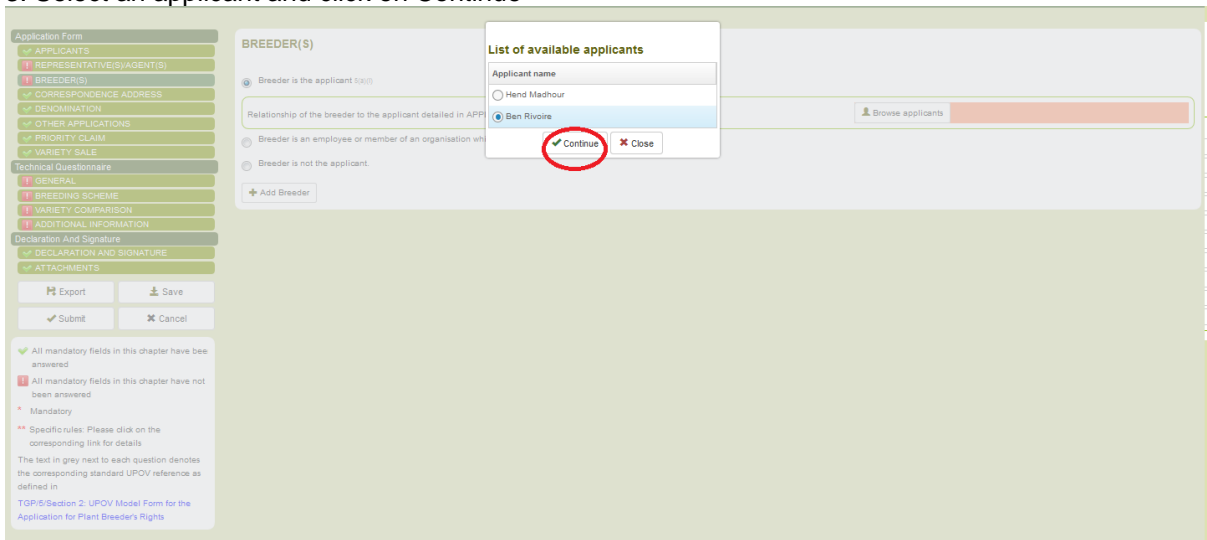 Application Form
APPLICANTS
REPRESENTATIVE(S)/AGENT(S)
BREEDER(S)
CORRESPONDENCE ADDRESS
DENOMINATION
OTHER APPLICATIONS
PRIORITY CLAIM
VARIETY SALE
Technical Questionnaire
GENERAL
BREEDING SCHEME
VARIETY COMPARISON
ADDITIONAL INFORMATION
Declaration And Signature
DECLARATION AND SIGNATURE
ATTACHMENTS
Export
Save
Submit
Cancel
All mandatory fields in this chapter have bee
answered
All mandatory fields in this chapter have not
been answered
* Mandatory
** Specific rules: Please click on the
corresponding link for details
The text in grey next to each question denotes
the corresponding standard UPOV reference as
defined in
TGP/5/Section 2: UPOV Model Form for the
Application for Plant Breeder's Rights
BREEDER(S)
Breeder is the applicant
Relationship of the breeder to the applicant detailed in APP
Browse applicants
Breeder is an employee or member of an organisation wh
Breeder is not the applicant.
Add Breeder
List of available applicants
Applicant name
Hend Madhour
Ben Rivoire
Continue
Close